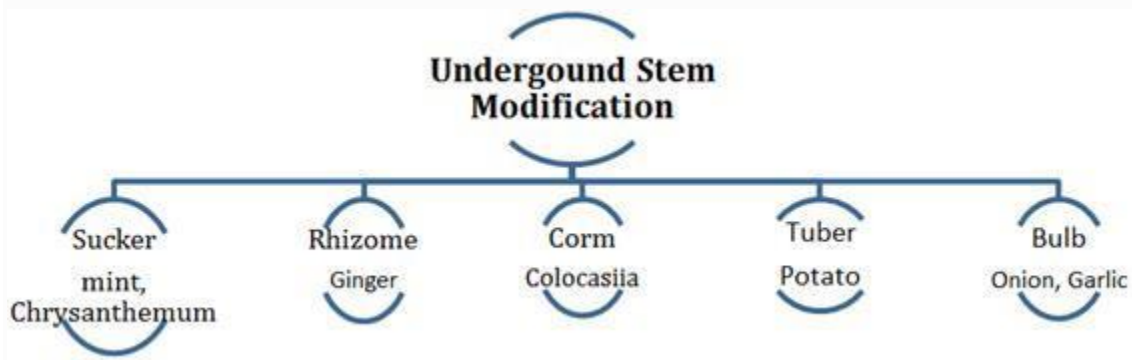 Undergound Stem
Modification
Sucker
mint,
Chrysanthemum
Rhizome
Ginger
Corm
Colocasiia
Tuber
Potato
Bulb
Onion, Garlic